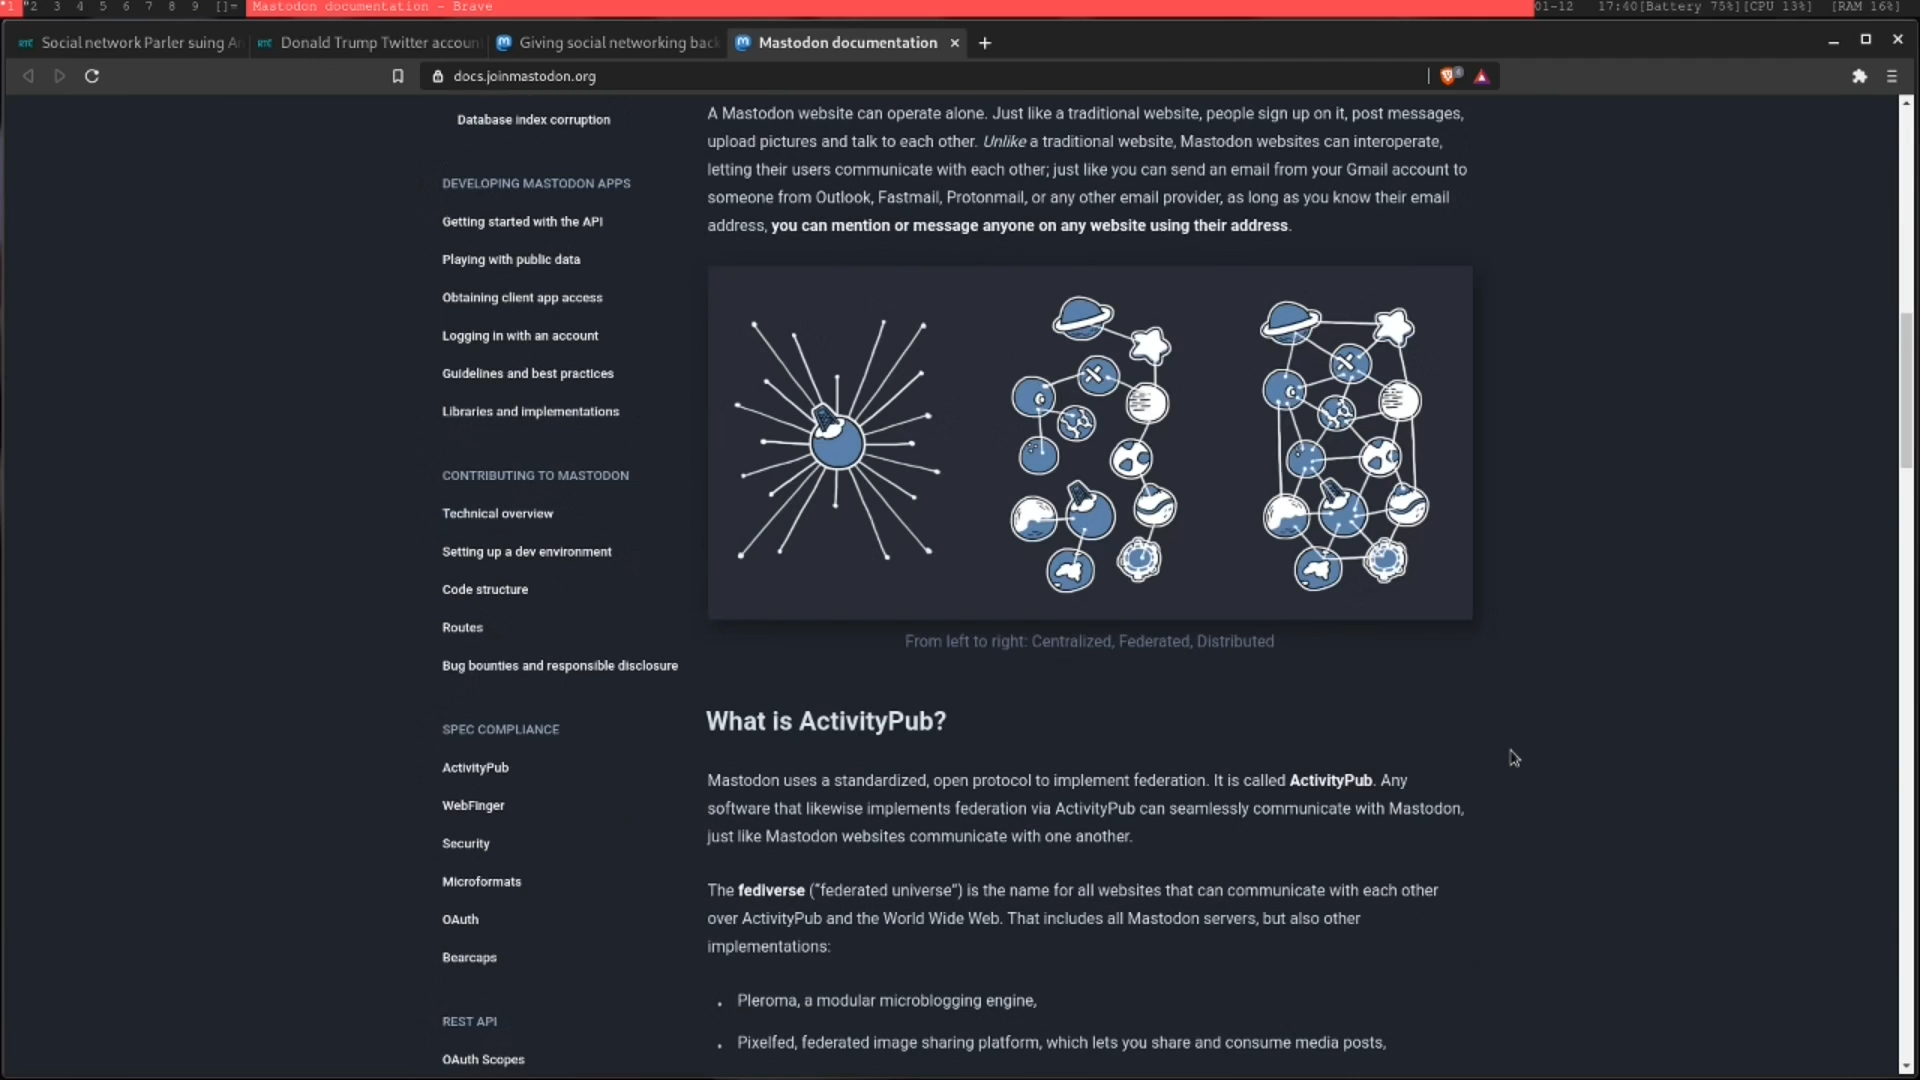 *1 *2 3 4 5 6 7 8 9 []= Mastodon documentation - Brave 01-12 17:40[Battery 75%][CPU 13%] [RAM 16%]
Social network Parler suing Donald Trump Twitter accoun Giving social networking back Mastodon documentation
docs.joinmastodon.org
Database index corruption
DEVELOPING MASTODON APPS
Getting started with the API
Playing with public data
Obtaining client app access
Logging in with an account
Guidelines and best practices
Libraries and implementations
CONTRIBUTING TO MASTODON
Technical overview
Setting up a dev environment
Code structure
Routes
Bug bounties and responsible disclosure
SPEC COMPLIANCE
ActivityPub
WebFinger
Security
Microformats
OAuth
Bearcaps
REST API
OAuth Scopes
A Mastodon website can operate alone. Just like a traditional website, people sign up on it, post messages,
upload pictures and talk to each other. Unlike a traditional website, Mastodon websites can interoperate,
letting their users communicate with each other; just like you can send an email from your Gmail account to
someone from Outlook, Fastmail, Protonmail, or any other email provider, as long as you know their email
address, you can mention or message anyone on any website using their address.
From left to right: Centralized, Federated, Distributed
What is ActivityPub?
Mastodon uses a standardized, open protocol to implement federation. It is called ActivityPub. Any
software that likewise implements federation via ActivityPub can seamlessly communicate with Mastodon,
just like Mastodon websites communicate with one another.
The fediverse (“federated universe”) is the name for all websites that can communicate with each other
over ActivityPub and the World Wide Web. That includes all Mastodon servers, but also other
implementations:
• Pleroma, a modular microblogging engine,
• Pixelfed, federated image sharing platform, which lets you share and consume media posts,